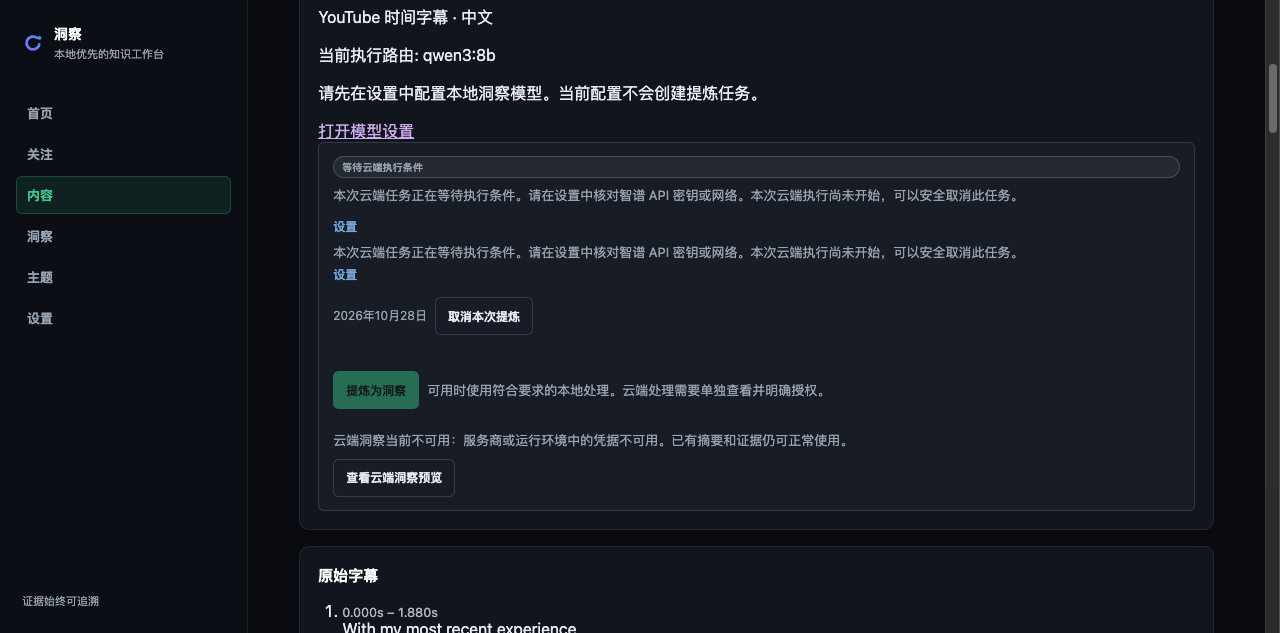 洞察
本地优先的知识工作台
首页
关注
内容
洞察
主题
设置
证据始终可追溯
YouTube 时间字幕 · 中文
当前执行路由: qwen3:8b
请先在设置中配置本地洞察模型。当前配置不会创建提炼任务。
打开模型设置
等待云端执行条件
本次云端任务正在等待执行条件。请在设置中核对智谱 API 密钥或网络。本次云端执行尚未开始，可以安全取消此任务。
设置
本次云端任务正在等待执行条件。请在设置中核对智谱 API 密钥或网络。本次云端执行尚未开始，可以安全取消此任务。
设置
2026年10月28日 取消本次提炼
提炼为洞察 可用时使用符合要求的本地处理。云端处理需要单独查看并明确授权。
云端洞察当前不可用：服务商或运行环境中的凭据不可用。已有摘要和证据仍可正常使用。
查看云端洞察预览
原始字幕
1. 0.000s – 1.880s
With my most recent experience